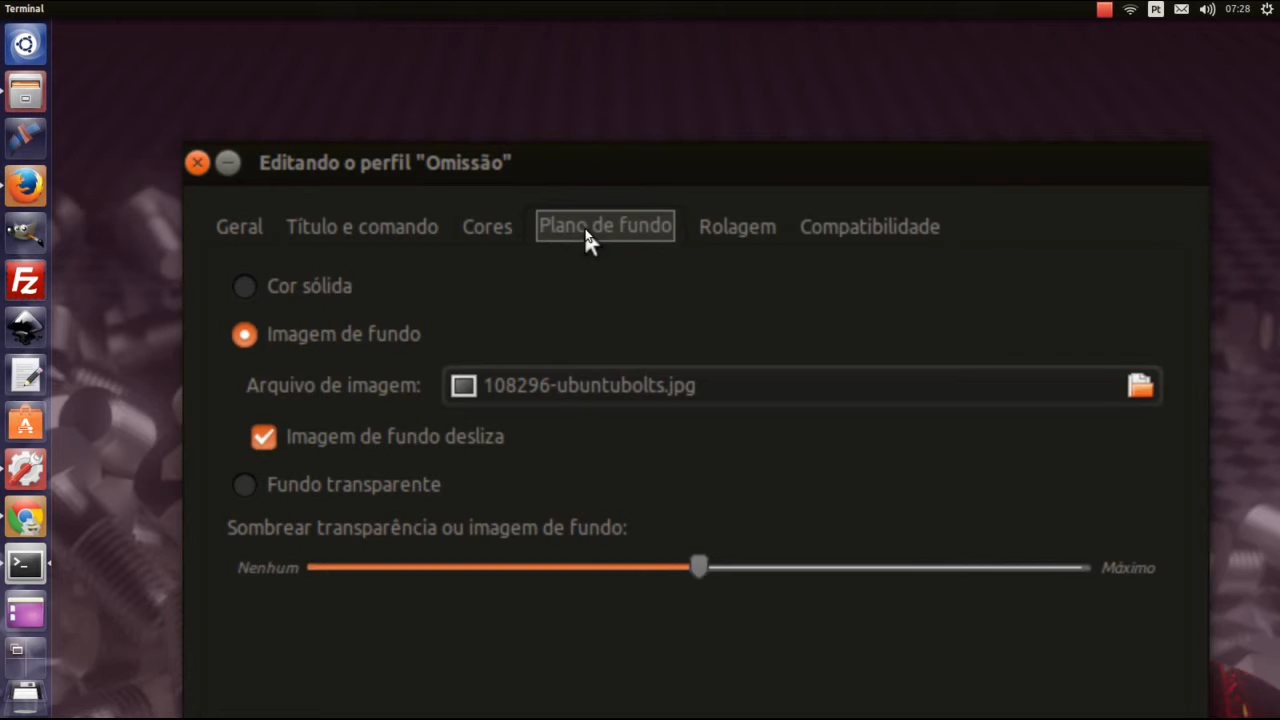 Terminal
Pt
07:28
Editando o perfil "Omissão"
Geral Título e comando Cores Plano de fundo Rolagem Compatibilidade
Cor sólida
Imagem de fundo
Arquivo de imagem: 108296-ubuntubolts.jpg
Imagem de fundo desliza
Fundo transparente
Sombrear transparência ou imagem de fundo:
Nenhum Máximo
Fz
>_